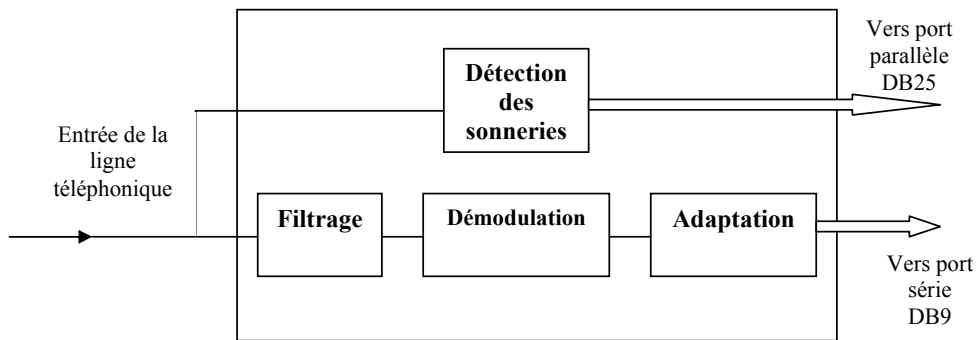 Entrée de la
ligne
téléphonique
Détection
des
sonneries
Vers port
parallèle
DB25
Filtrage
Démodulation
Adaptation
Vers port
série
DB9